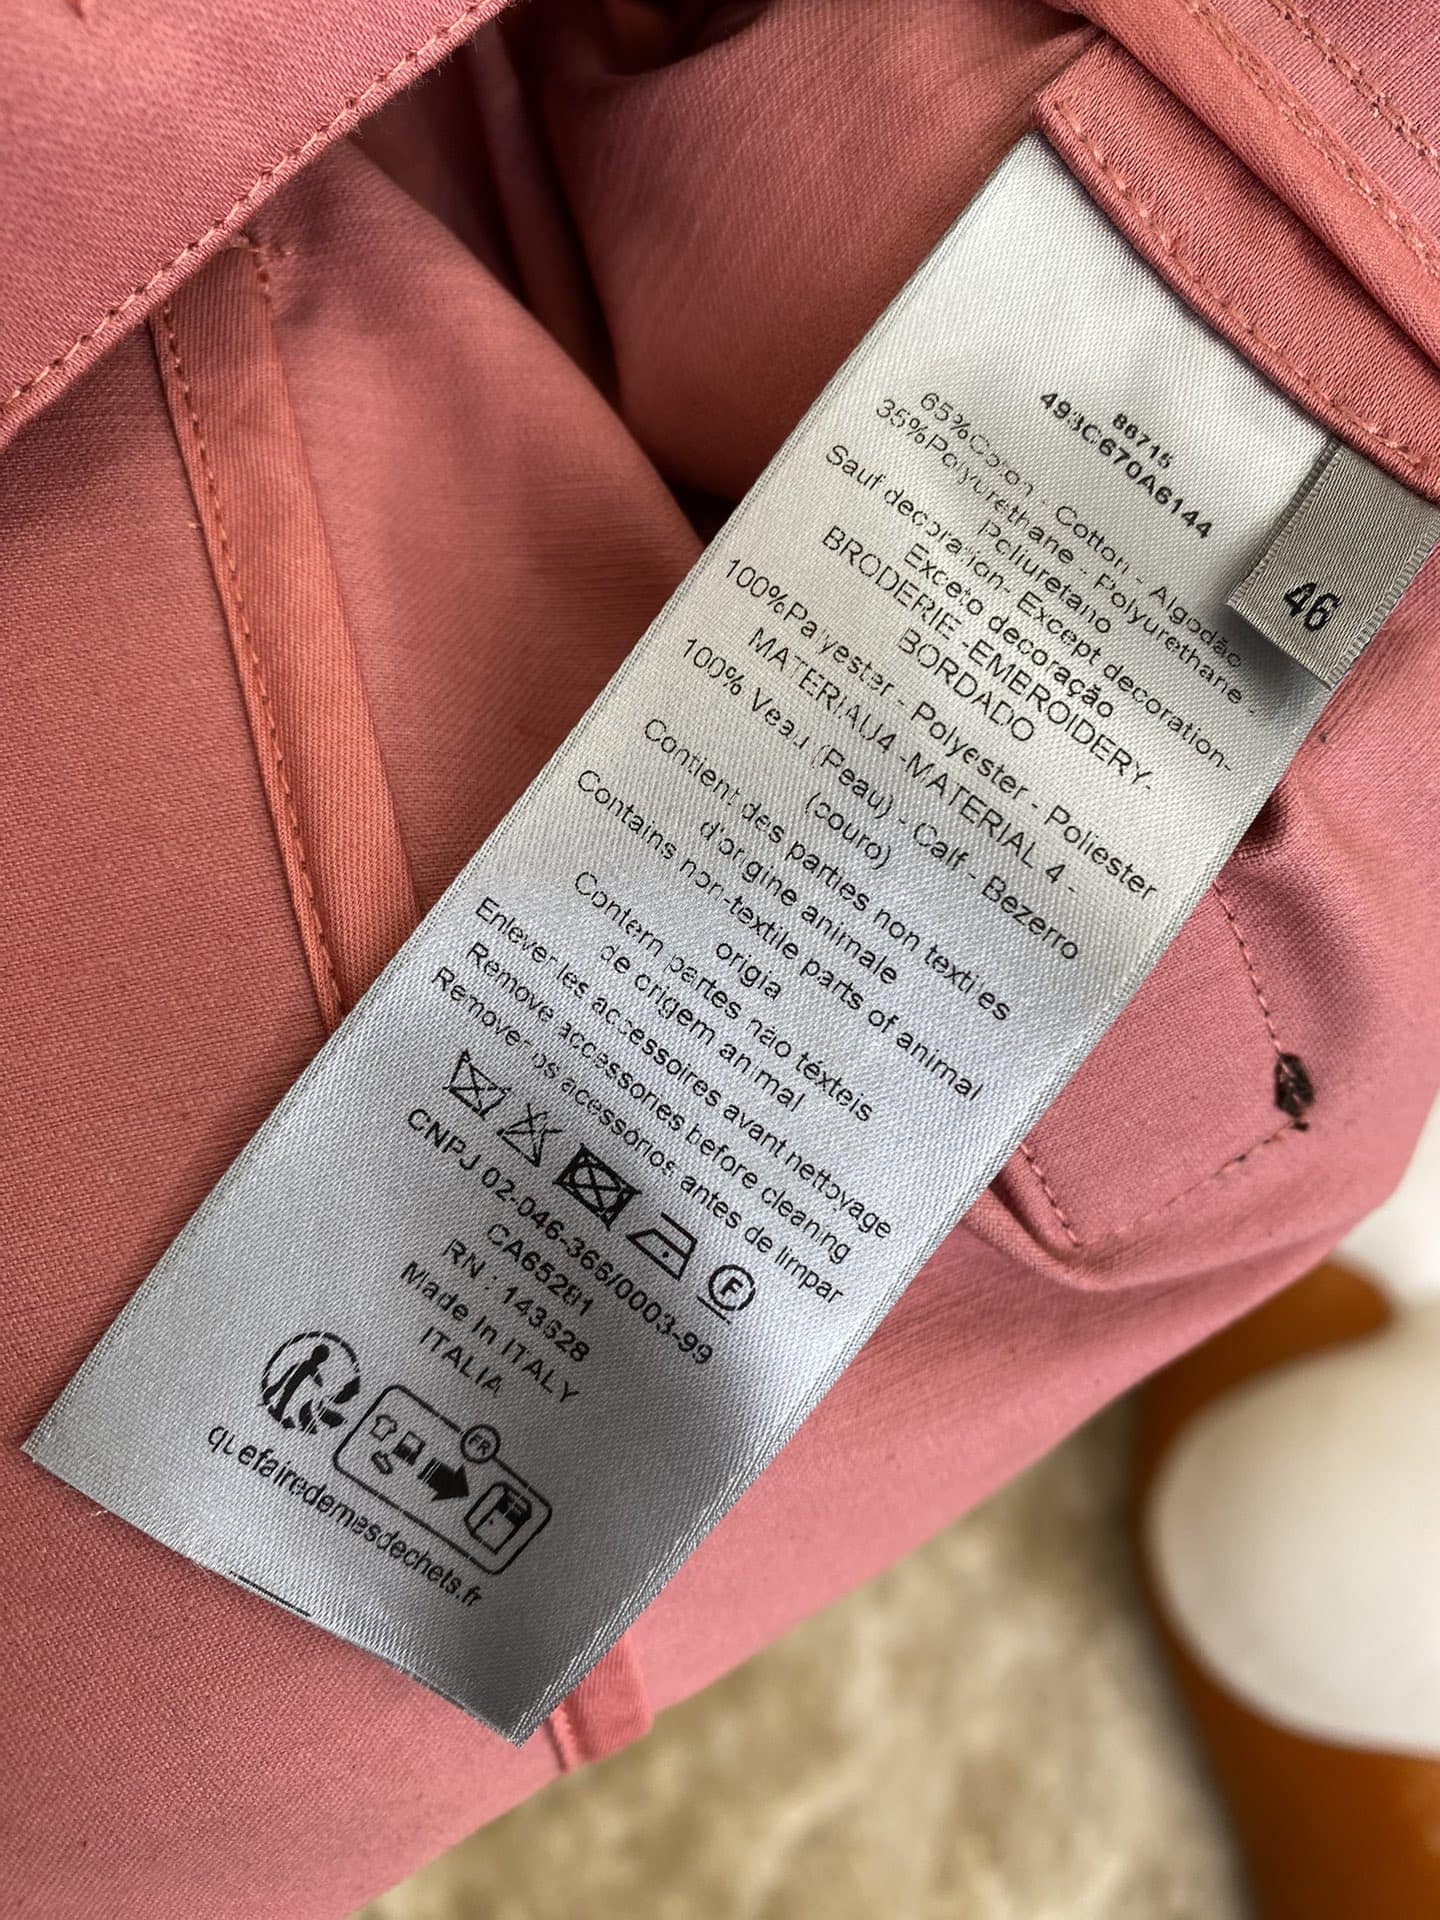 86715
493C670A6144
65%Coton - Cotton - Algodão
35%Polyurethane - Polyurethane -
Poliuretano
Sauf decoration- Except decoration-
Exceto decoração
BRODERIE -EMBROIDERY-
BORDADO
100%Polyester - Polyester - Poliester
MATERIAU4 -MATERIAL 4 -
100% Veau (Peau) - Calf - Bezerro
(couro)
Contient des parties non textiles
d'origine animale
Contains non-textile parts of animal
origia
Contem partes não têxteis
de origem animal
Enlever les accessoires avant nettoyage
Remove accessories before cleaning
Remover os acessórios antes de limpar
F
CNPJ 02-046-366/0003-99
CA65281
RN : 143628
Made In ITALY
ITALIA
FR
quefairedemesdechets.fr
46